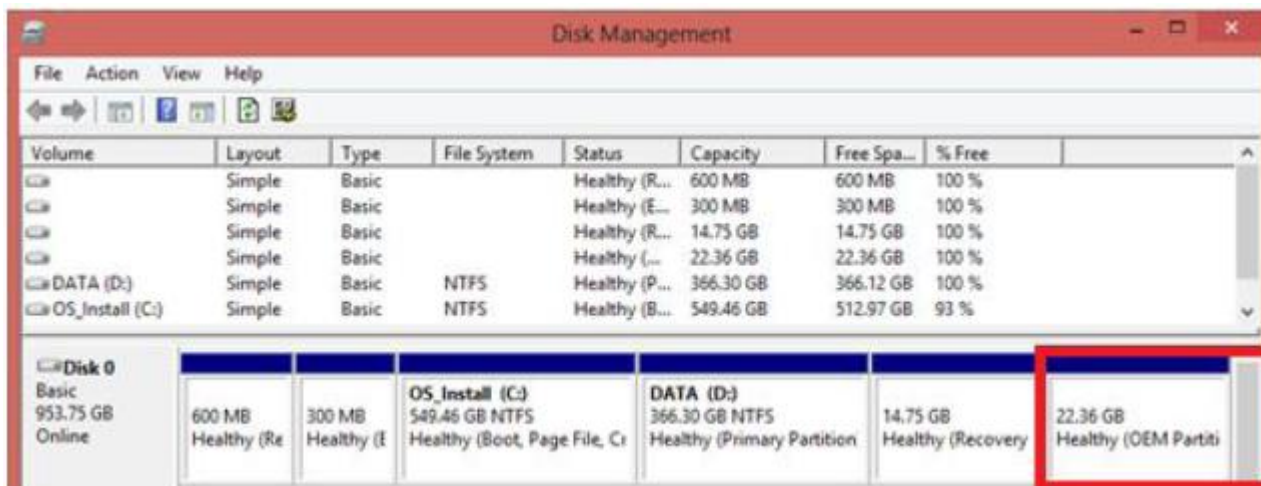 Disk Management
File Action View Help
Volume Layout Type File System Status Capacity Free Spa... % Free
Simple Basic Healthy (R... 600 MB 600 MB 100 %
Simple Basic Healthy (E... 300 MB 300 MB 100 %
Simple Basic Healthy (R... 14.75 GB 14.75 GB 100 %
Simple Basic Healthy (... 22.36 GB 22.36 GB 100 %
DATA (D:) Simple Basic NTFS Healthy (P... 366.30 GB 366.12 GB 100 %
OS_Install (C:) Simple Basic NTFS Healthy (B... 549.46 GB 512.97 GB 93 %
Disk 0
Basic
953.75 GB
Online
600 MB
Healthy (Re
300 MB
Healthy (E
OS_Install (C:)
549.46 GB NTFS
Healthy (Boot, Page File, Cr
DATA (D:)
366.30 GB NTFS
Healthy (Primary Partition
14.75 GB
Healthy (Recovery
22.36 GB
Healthy (OEM Partiti